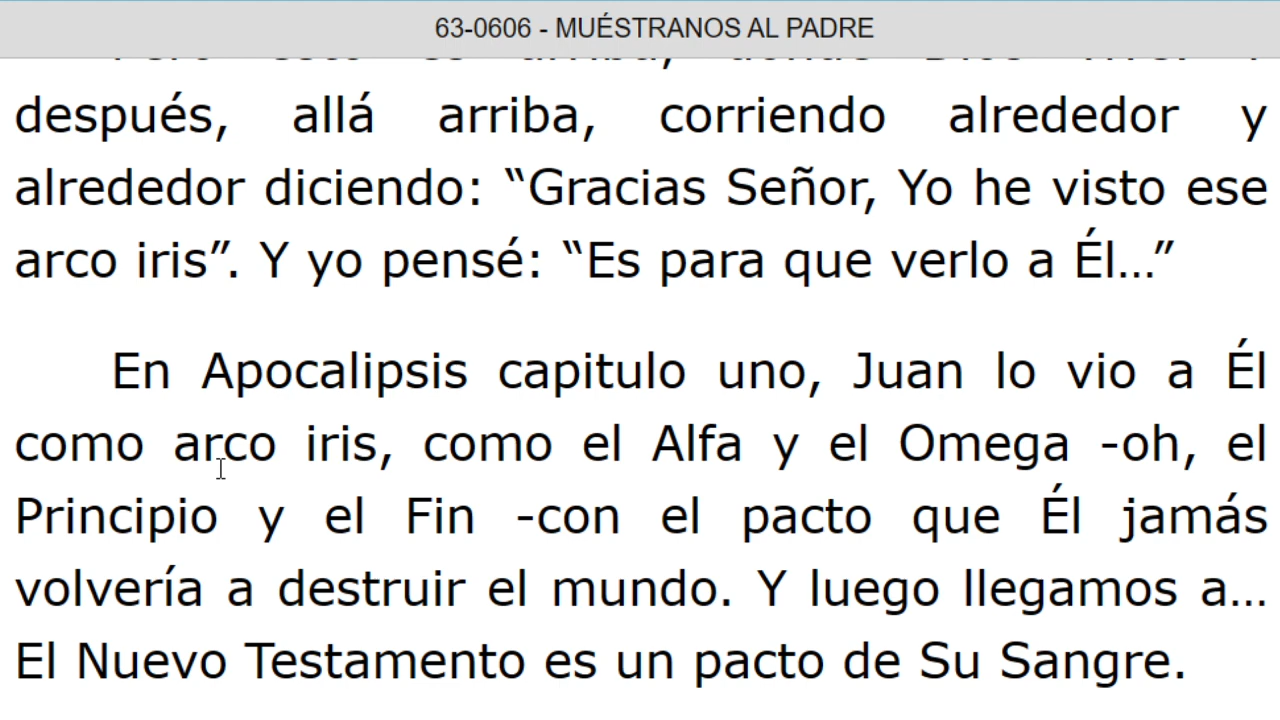 63-0606 - MUÉSTRANOS AL PADRE
después, allá arriba, corriendo alrededor y
alrededor diciendo: “Gracias Señor, Yo he visto ese
arco iris”. Y yo pensé: “Es para que verlo a Él…”
En Apocalipsis capitulo uno, Juan lo vio a Él
como arco iris, como el Alfa y el Omega -oh, el
Principio y el Fin -con el pacto que Él jamás
volvería a destruir el mundo. Y luego llegamos a…
El Nuevo Testamento es un pacto de Su Sangre.